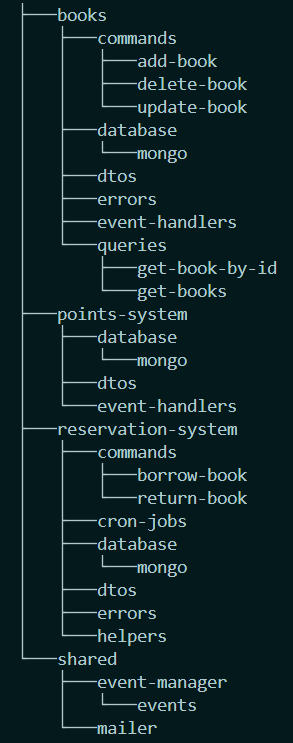 books
commands
add-book
delete-book
update-book
database
mongo
dtos
errors
event-handlers
queries
get-book-by-id
get-books
points-system
database
mongo
dtos
event-handlers
reservation-system
commands
borrow-book
return-book
cron-jobs
database
mongo
dtos
errors
helpers
shared
event-manager
events
mailer